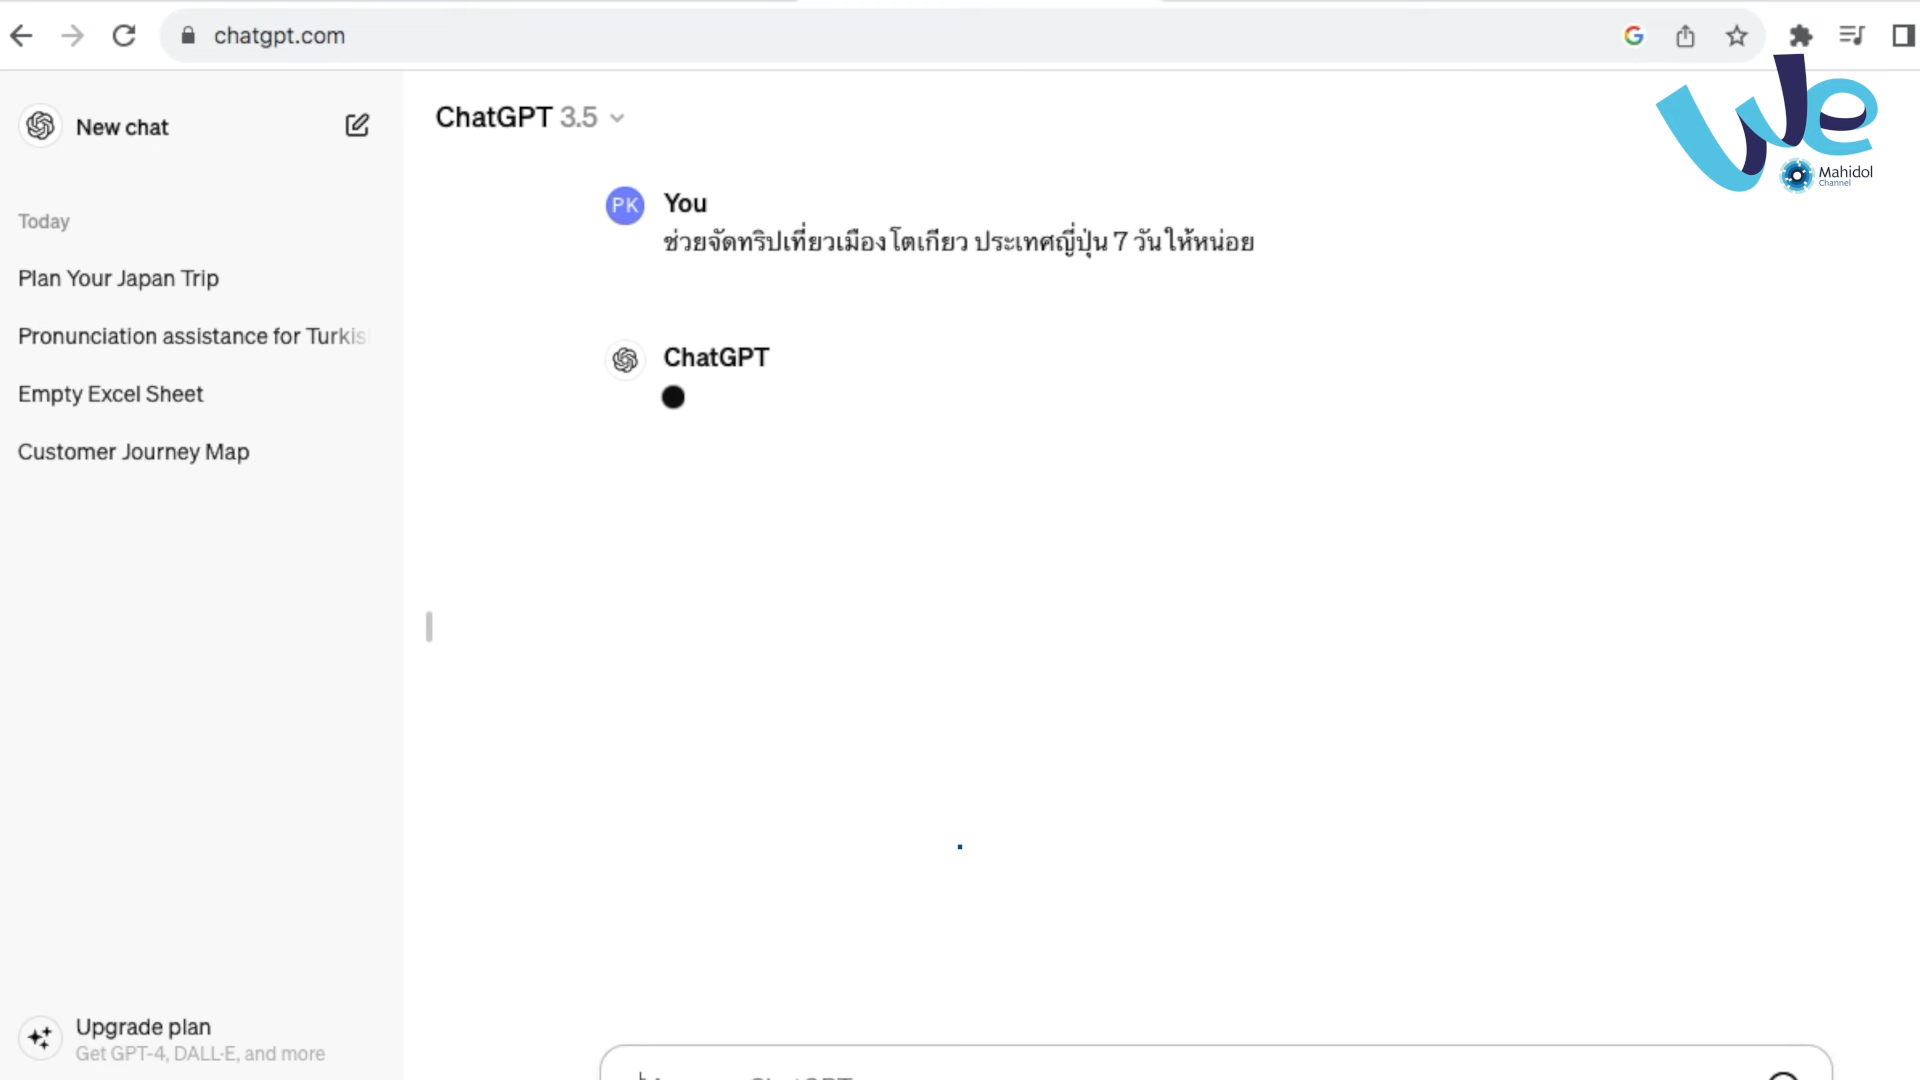 chatgpt.com
New chat
ChatGPT 3.5
We
Mahidol
Channel
Today
Plan Your Japan Trip
Pronunciation assistance for Turkis
Empty Excel Sheet
Customer Journey Map
PK
You
ช่วยจัดทริปเที่ยวเมือง โตเกียว ประเทศญี่ปุ่น 7 วัน ให้หน่อย
ChatGPT
Upgrade plan
Get GPT-4, DALL·E, and more
ChatGPT